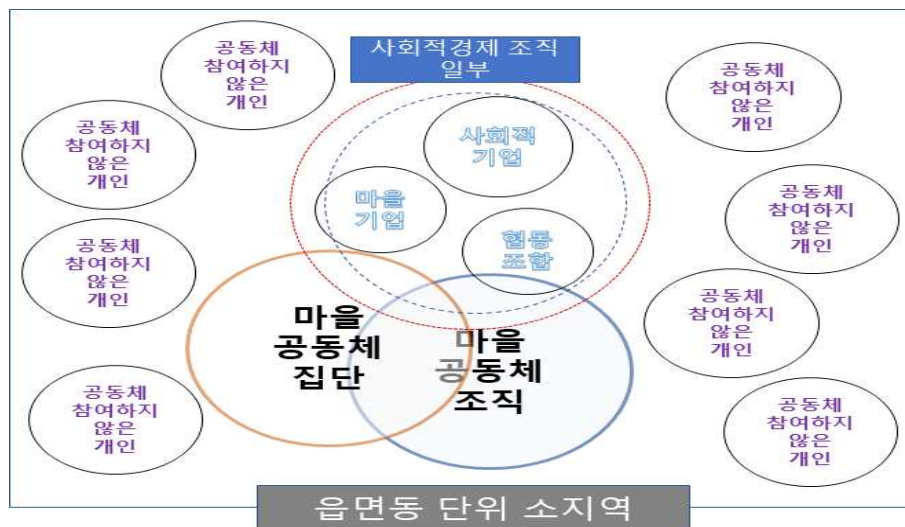 사회적경제 조직
일부
공동체
참여하지
않은
개인
공동체
참여하지
않은
개인
공동체
참여하지
않은
개인
공동체
참여하지
않은
개인
사회적
기업
마을
기업
협동
조합
마을
공동체
집단
마을
공동체
조직
공동체
참여하지
않은
개인
공동체
참여하지
않은
개인
공동체
참여하지
않은
개인
공동체
참여하지
않은
개인
읍면동 단위 소지역